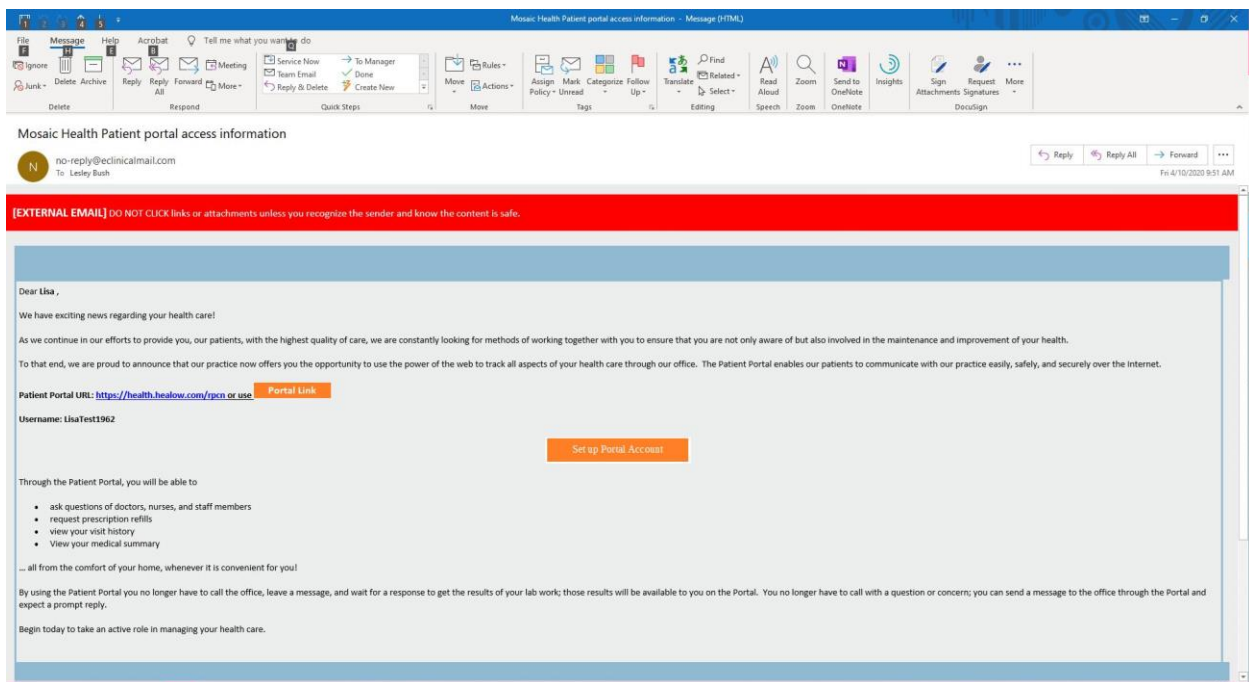 Mosaic Health Patient portal access information - Message (HTML)
1 2 3 4 5
File Message Help Acrobat Tell me what you want to do
F H E B Q
Ignore
Junk
Delete Archive
Reply Reply All Forward
Meeting
More
Service Now
Team Email
Reply & Delete
To Manager
Done
Create New
Move
Rules
Actions
Assign Policy Mark Unread Categorize Follow Up
Translate
Find
Related
Select
Read Aloud
Zoom
Send to OneNote
Insights
Sign Attachments Request Signatures More
Delete Respond Quick Steps Move Tags Editing Speech Zoom OneNote DocuSign
Mosaic Health Patient portal access information
N
no-reply@eclinicalmail.com
To Lesley Bush
Reply Reply All Forward
Fri 4/10/2020 9:51 AM
[EXTERNAL EMAIL] DO NOT CLICK links or attachments unless you recognize the sender and know the content is safe.
Dear Lisa ,
We have exciting news regarding your health care!
As we continue in our efforts to provide you, our patients, with the highest quality of care, we are constantly looking for methods of working together with you to ensure that you are not only aware of but also involved in the maintenance and improvement of your health.
To that end, we are proud to announce that our practice now offers you the opportunity to use the power of the web to track all aspects of your health care through our office. The Patient Portal enables our patients to communicate with our practice easily, safely, and securely over the Internet.
Patient Portal URL: https://health.healow.com/rpcn or use Portal Link
Username: LisaTest1962
Set up Portal Account
Through the Patient Portal, you will be able to
• ask questions of doctors, nurses, and staff members
• request prescription refills
• view your visit history
• View your medical summary
... all from the comfort of your home, whenever it is convenient for you!
By using the Patient Portal you no longer have to call the office, leave a message, and wait for a response to get the results of your lab work; those results will be available to you on the Portal. You no longer have to call with a question or concern; you can send a message to the office through the Portal and
expect a prompt reply.
Begin today to take an active role in managing your health care.